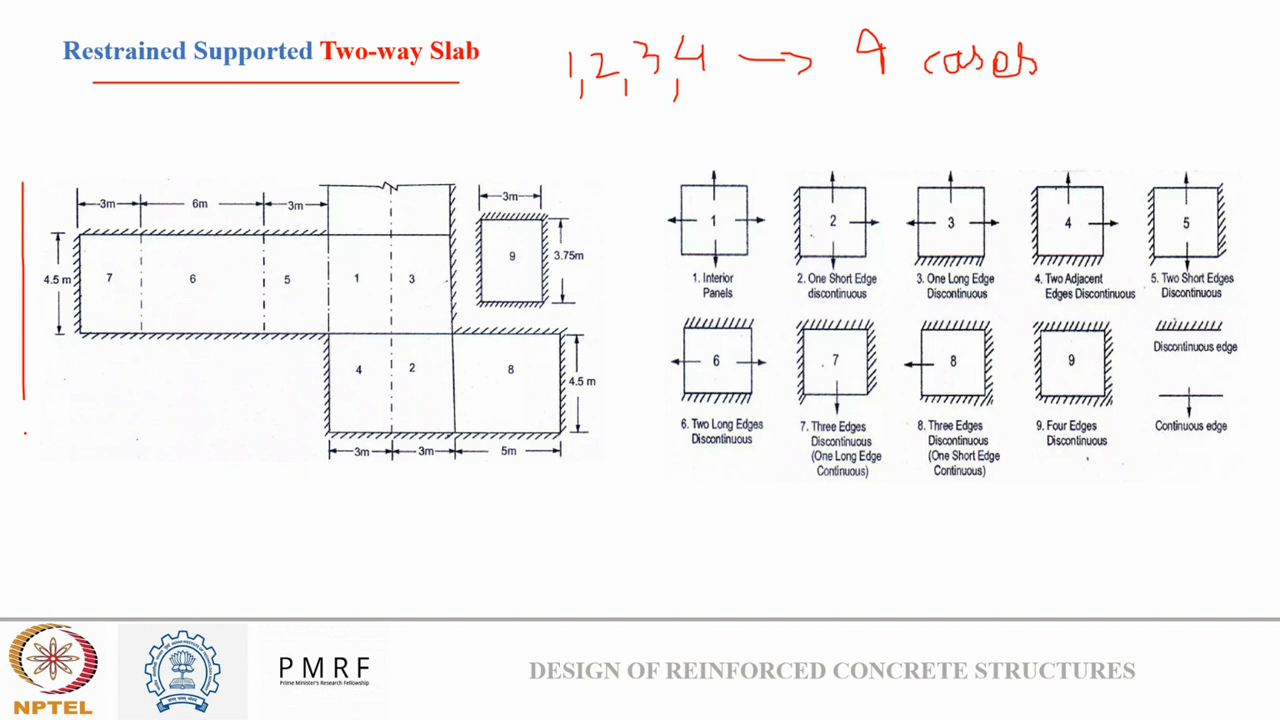 Restrained Supported Two-way Slab
1,2,3,4 → 9 cases
3m 6m 3m
4.5 m 7 6 5 1 3
4 2 8 4.5 m
3m 3m 5m
3m
9 3.75m
1 2 3 4 5
1. Interior
Panels
2. One Short Edge
discontinuous
3. One Long Edge
Discontinuous
4. Two Adjacent
Edges Discontinuous
5. Two Short Edges
Discontinuous
6 7 8 9
6. Two Long Edges
Discontinuous
7. Three Edges
Discontinuous
(One Long Edge
Continuous)
8. Three Edges
Discontinuous
(One Short Edge
Continuous)
9. Four Edges
Discontinuous
Discontinuous edge
Continuous edge
NPTEL
PMRF
Prime Minister's Research Fellowship
DESIGN OF REINFORCED CONCRETE STRUCTURES